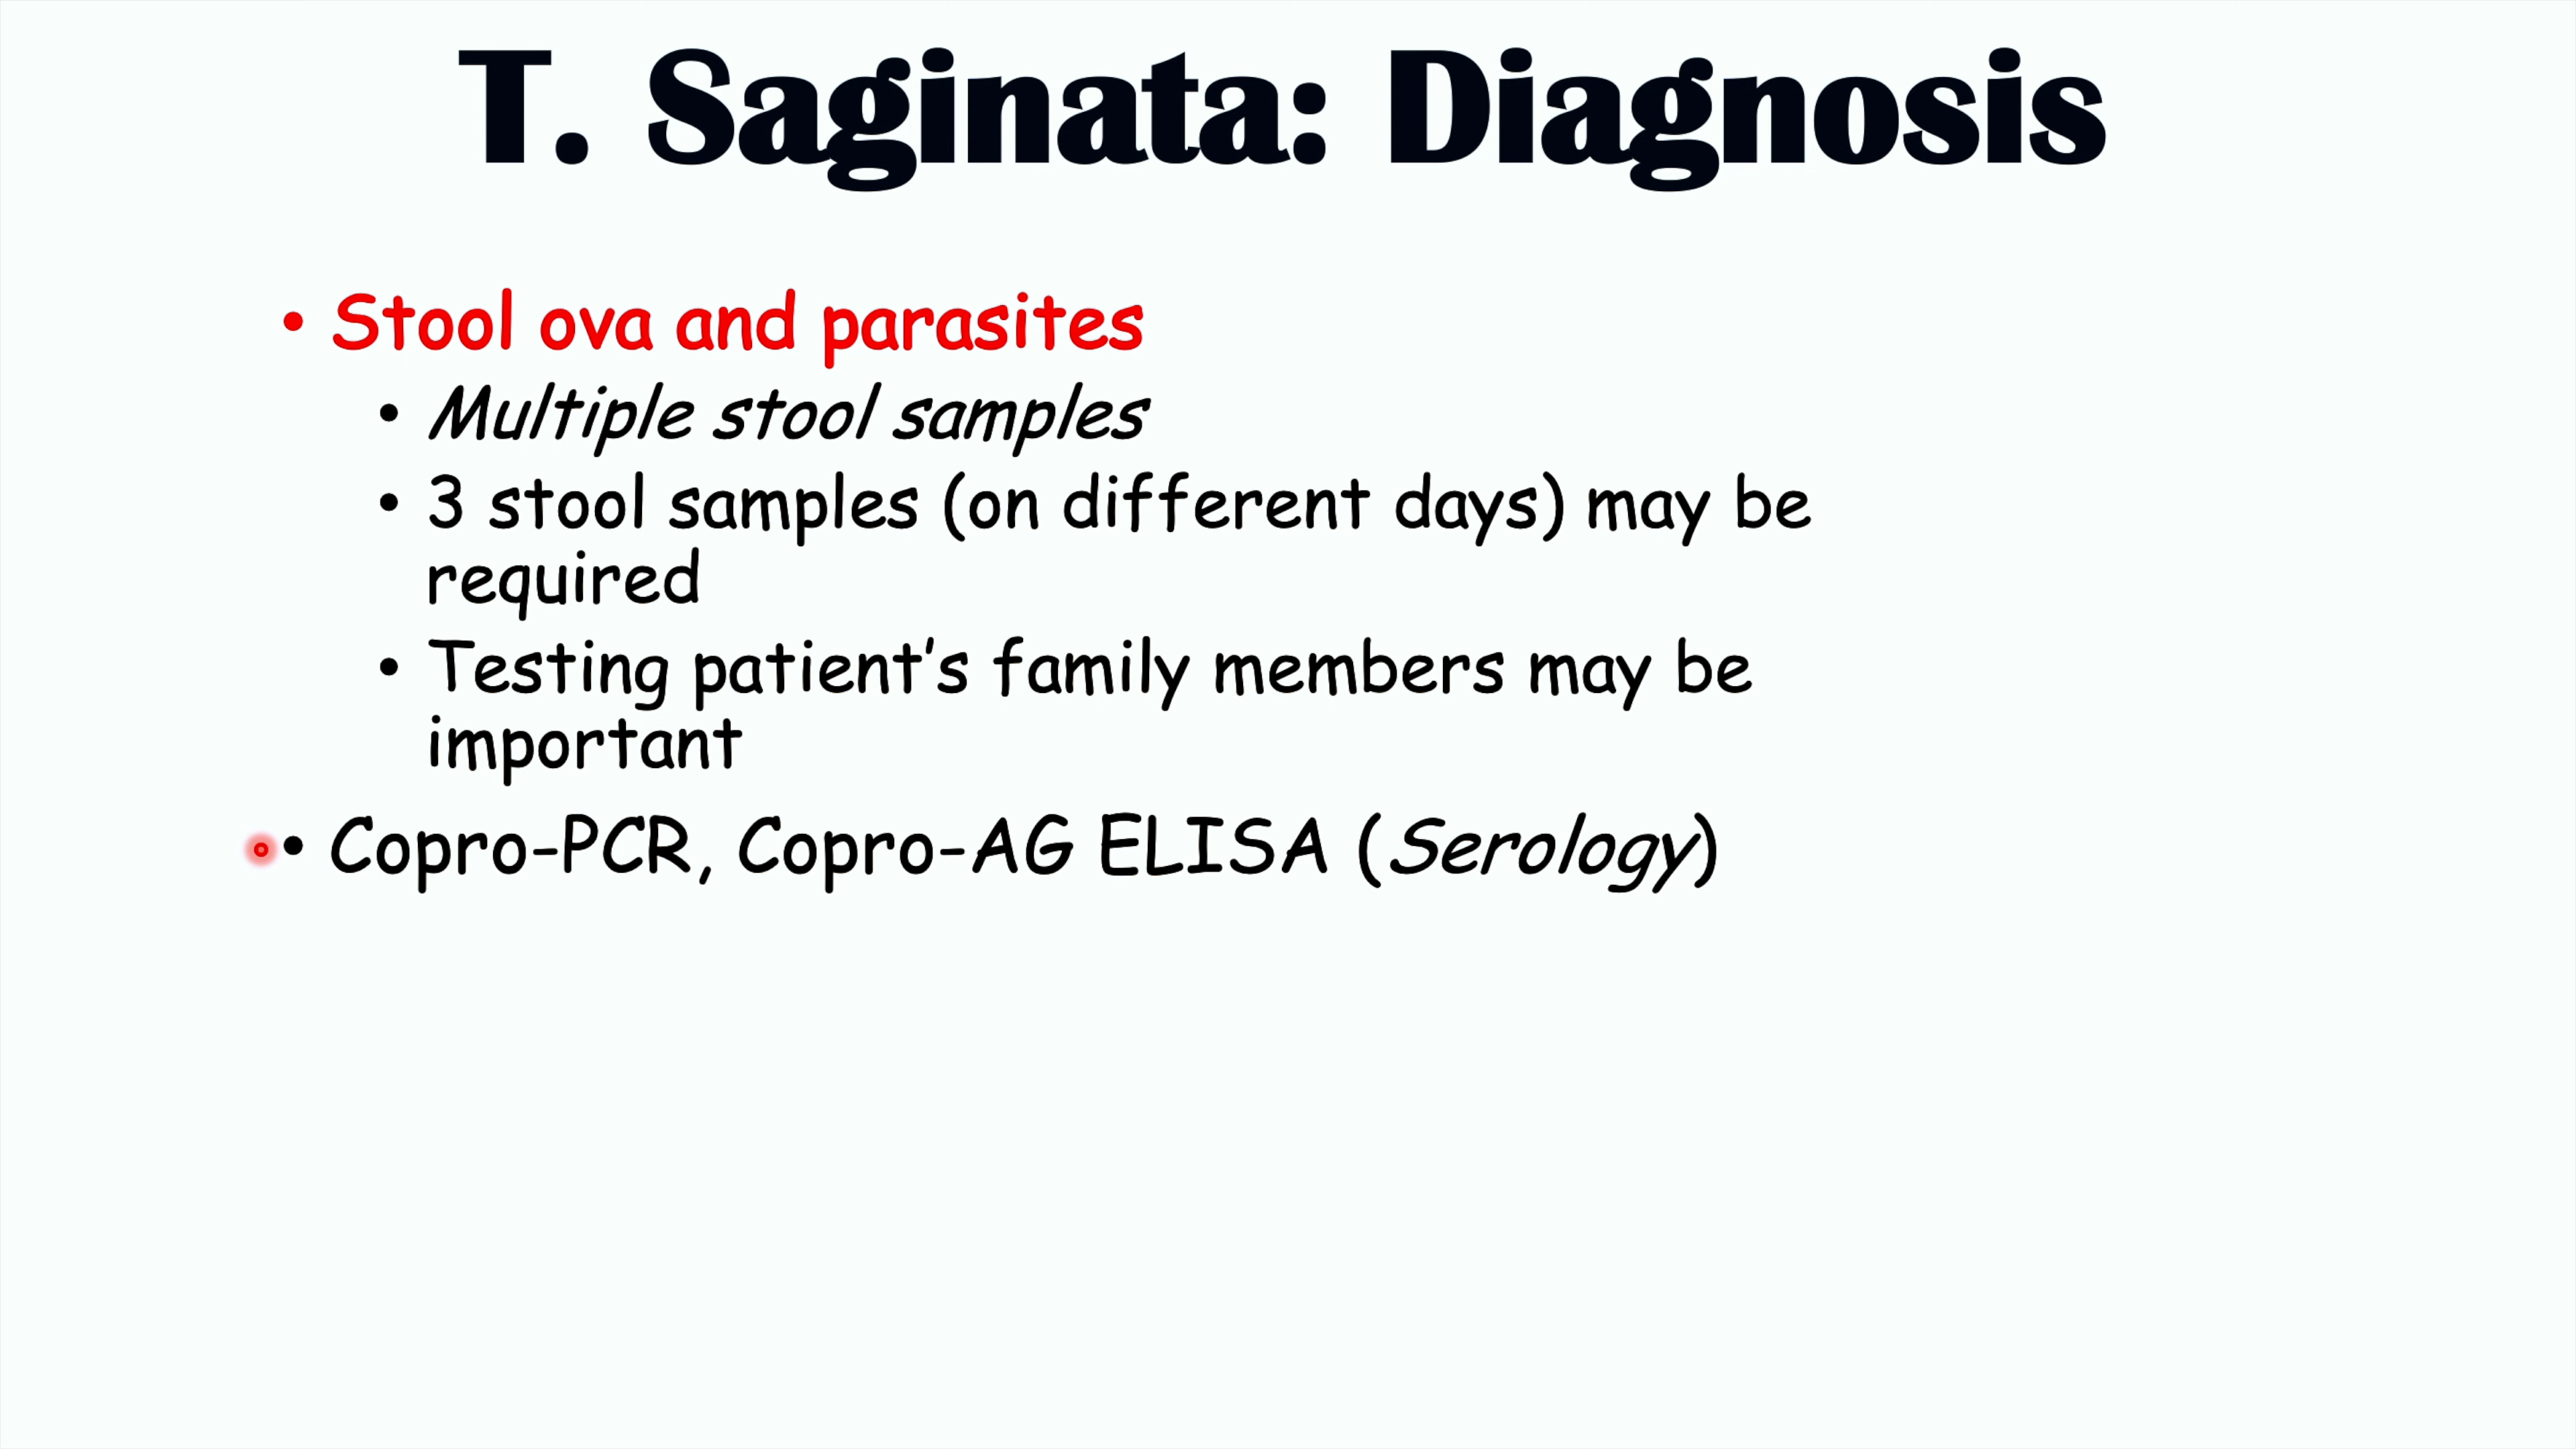 T. Saginata: Diagnosis
• Stool ova and parasites
• Multiple stool samples
• 3 stool samples (on different days) may be
required
• Testing patient's family members may be
important
• Copro-PCR, Copro-AG ELISA (Serology)